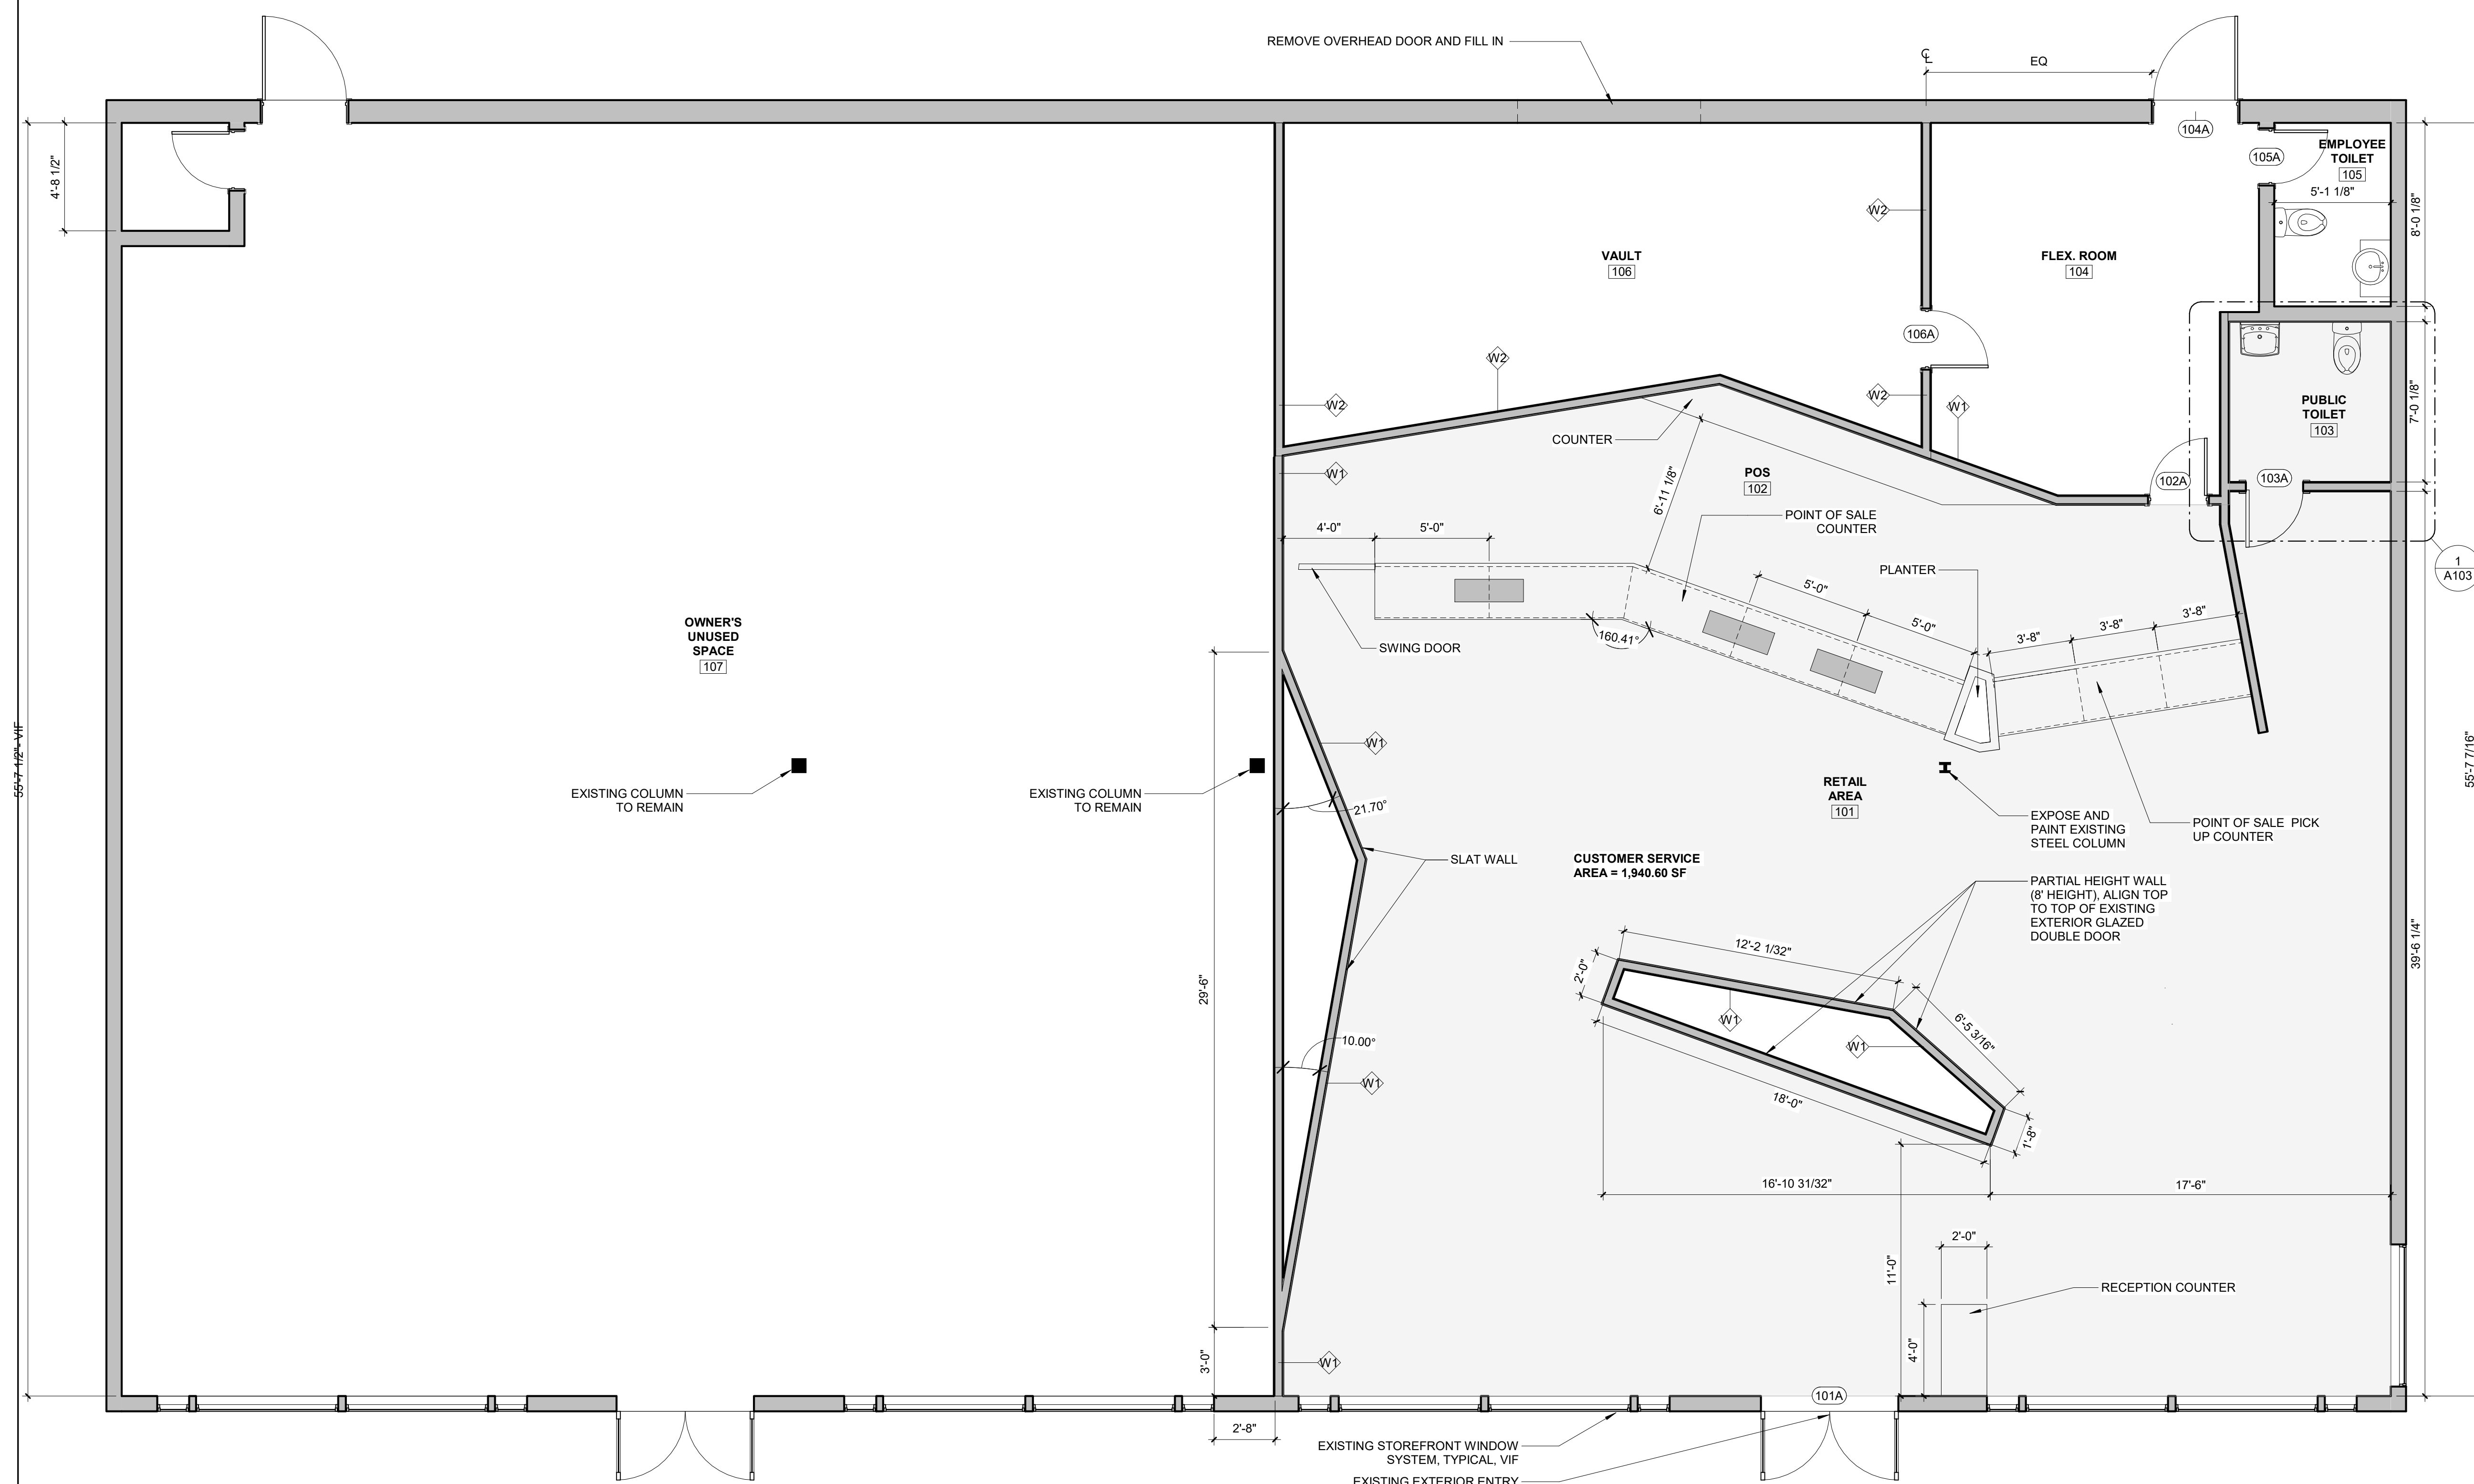 REMOVE OVERHEAD DOOR AND FILL IN
℄
EQ
104A
4'-8 1/2"
105A
EMPLOYEE
TOILET
105
5'-1 1/8"
8'-0 1/8"
W2
VAULT
106
FLEX. ROOM
104
106A
W2
W2
W2
W1
PUBLIC
TOILET
103
7'-0 1/8"
COUNTER
W1
POS
102
102A
103A
6'-11 1/8"
4'-0"
5'-0"
POINT OF SALE
COUNTER
PLANTER
1
A103
5'-0"
5'-0"
3'-8"
3'-8"
3'-8"
160.41°
SWING DOOR
OWNER'S
UNUSED
SPACE
107
55'-7 1/2"- VIF
W1
55'-7 7/16"
EXISTING COLUMN
TO REMAIN
EXISTING COLUMN
TO REMAIN
RETAIL
AREA
101
21.70°
EXPOSE AND
PAINT EXISTING
STEEL COLUMN
POINT OF SALE PICK
UP COUNTER
SLAT WALL
CUSTOMER SERVICE
AREA = 1,940.60 SF
PARTIAL HEIGHT WALL
(8' HEIGHT), ALIGN TOP
TO TOP OF EXISTING
EXTERIOR GLAZED
DOUBLE DOOR
39'-6 1/4"
12'-2 1/32"
2'-0"
29'-6"
W1
6'-5 3/16"
10.00°
W1
W1
18'-0"
1'-8"
16'-10 31/32"
17'-6"
2'-0"
11'-0"
RECEPTION COUNTER
4'-0"
3'-0"
W1
101A
2'-8"
EXISTING STOREFRONT WINDOW
SYSTEM, TYPICAL, VIF
EXISTING EXTERIOR ENTRY